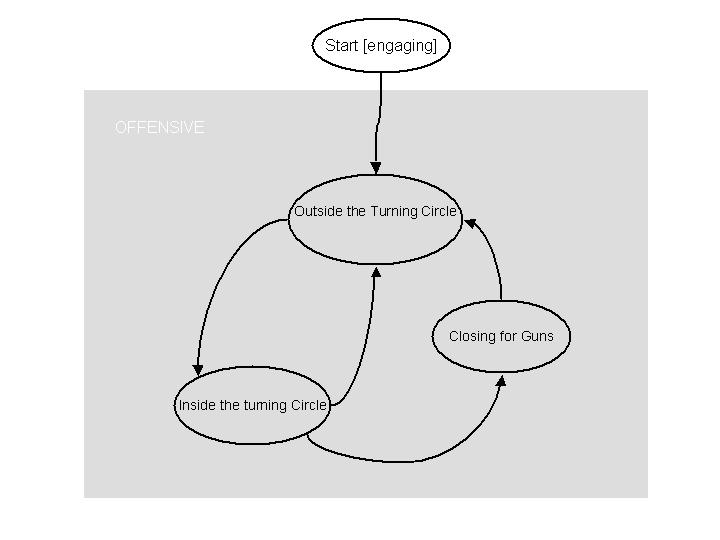 Start [engaging]
OFFENSIVE
Outside the Turning Circle
Closing for Guns
Inside the turning Circle